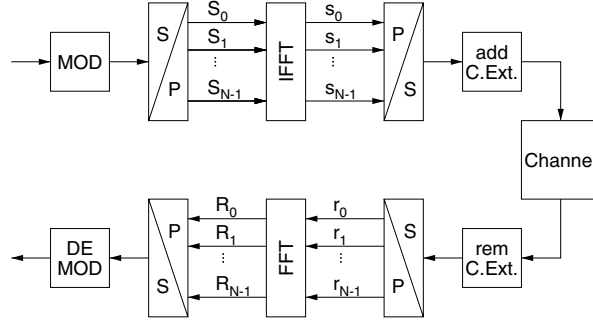 MOD
S
P
S0
S1
...
SN-1
IFFT
s0
s1
...
sN-1
P
S
add
C.Ext.
Channe
DE
MOD
P
S
R0
R1
...
RN-1
FFT
r0
r1
...
rN-1
S
P
rem
C.Ext.